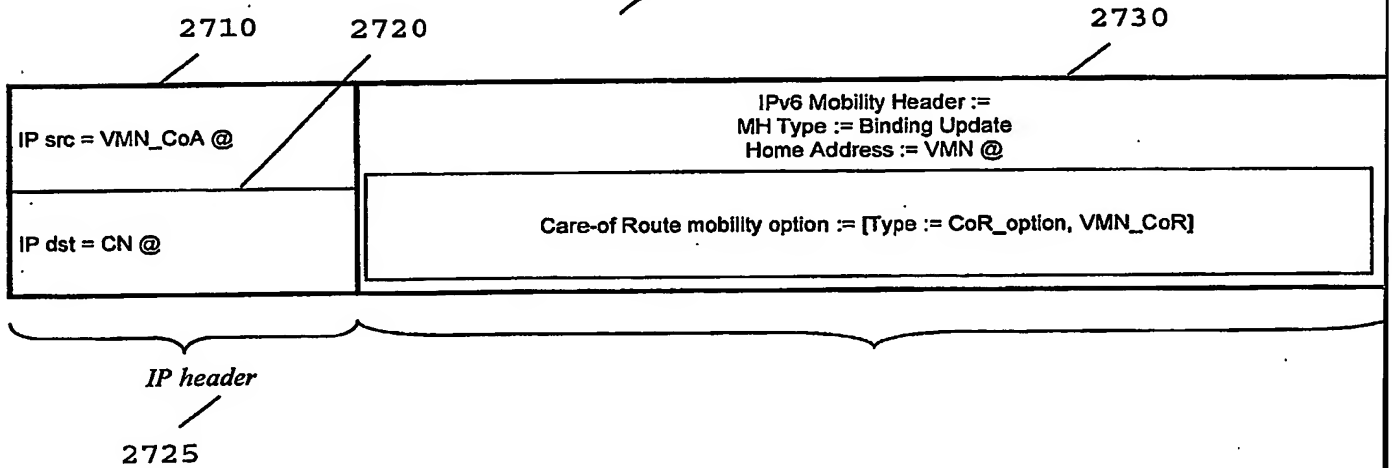 2710
2720
2730
IP src = VMN_CoA @
IP dst = CN @
IPv6 Mobility Header :=
MH Type := Binding Update
Home Address := VMN @
Care-of Route mobility option := [Type := CoR_option, VMN_CoR]
IP header
2725